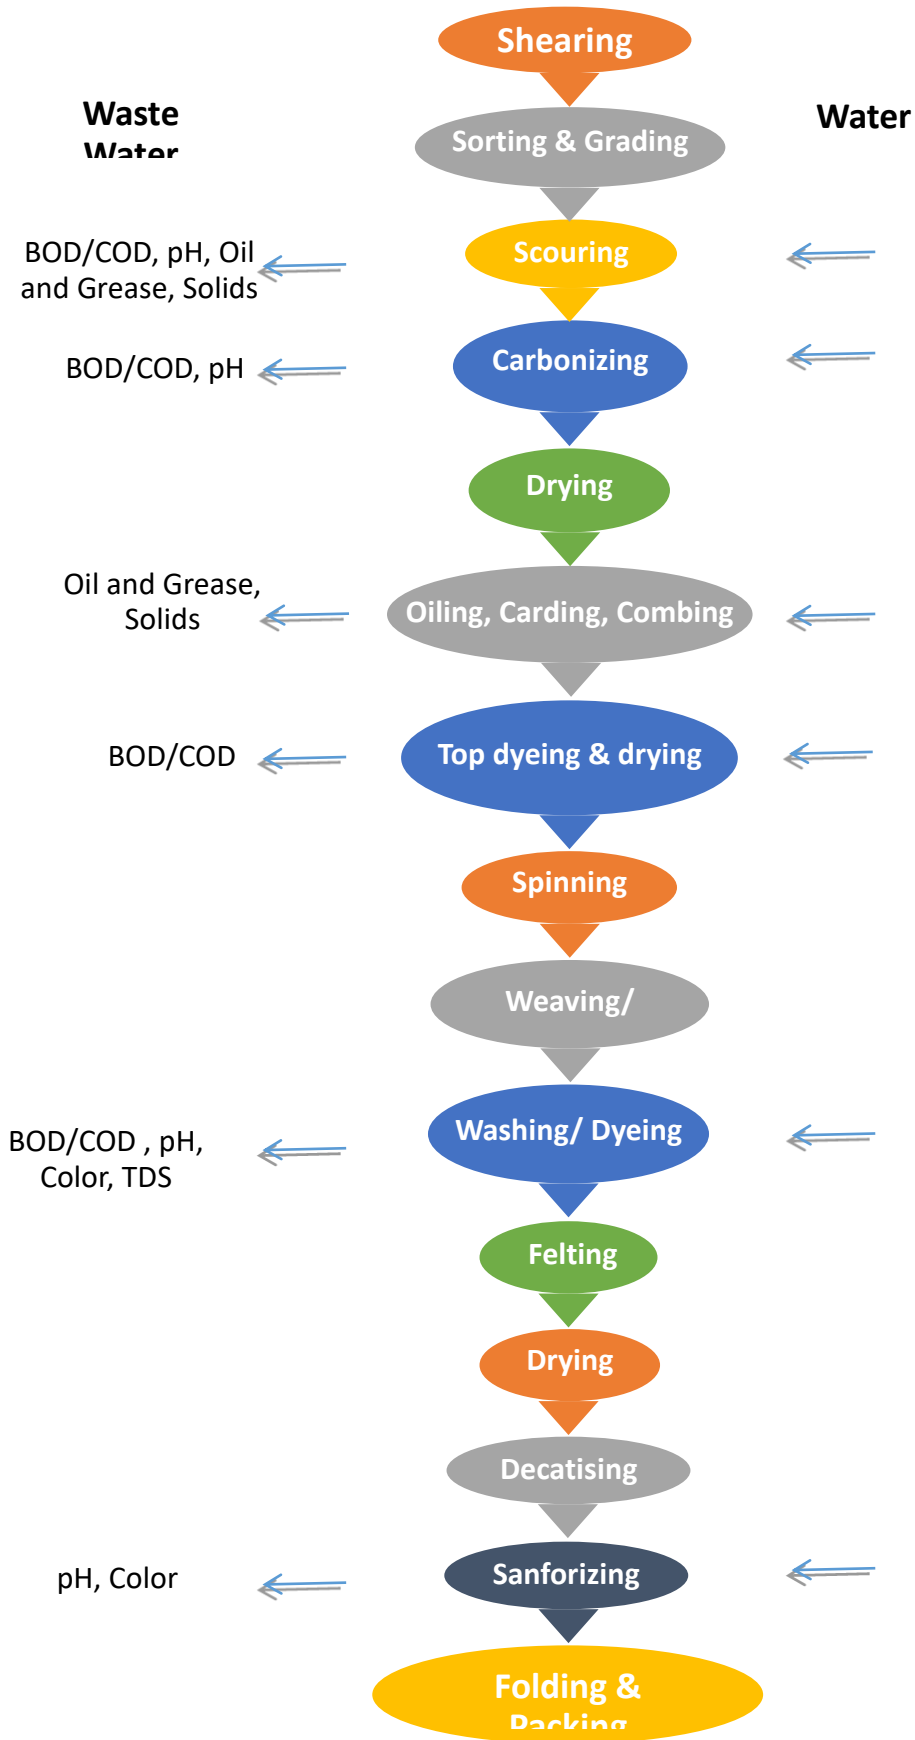 Shearing
Waste
Water
Water
Sorting & Grading
BOD/COD, pH, Oil
and Grease, Solids
Scouring
BOD/COD, pH
Carbonizing
Drying
Oil and Grease,
Solids
Oiling, Carding, Combing
BOD/COD
Top dyeing & drying
Spinning
Weaving/
BOD/COD , pH,
Color, TDS
Washing/ Dyeing
Felting
Drying
Decatising
pH, Color
Sanforizing
Folding &
Packing